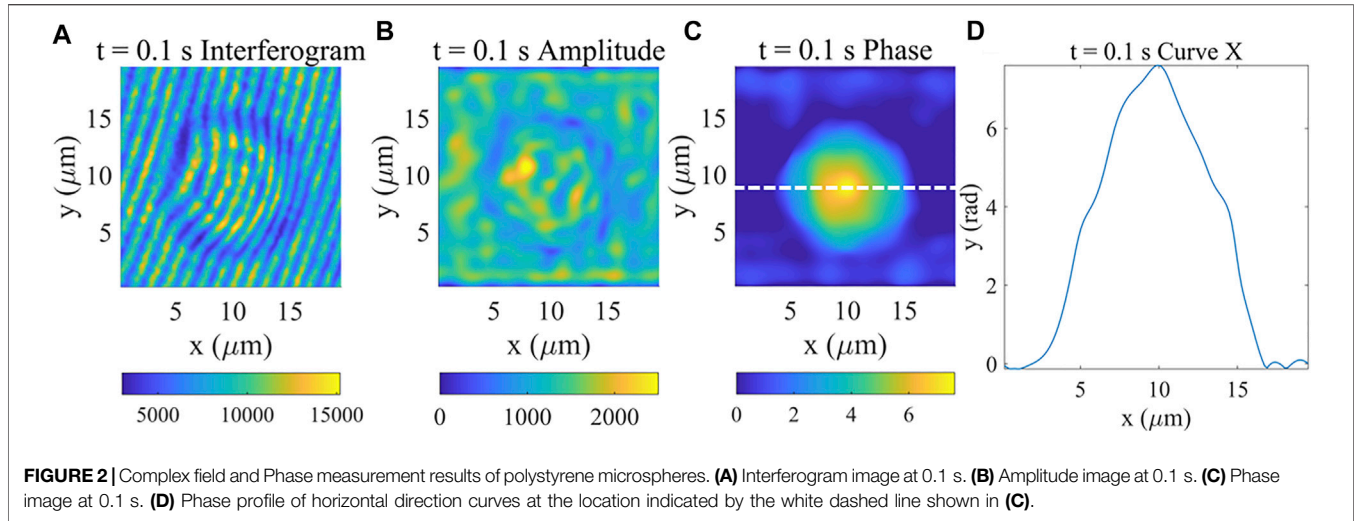 A
t = 0.1 s Interferogram
y (μm)
15
10
5
5 10 15
x (μm)
5000 10000 15000
B
t = 0.1 s Amplitude
y (μm)
15
10
5
5 10 15
x (μm)
0 1000 2000
C
t = 0.1 s Phase
y (μm)
15
10
5
5 10 15
x (μm)
0 2 4 6
D
t = 0.1 s Curve X
y (rad)
6
4
2
0
5 10 15
x (μm)
FIGURE 2 | Complex field and Phase measurement results of polystyrene microspheres. (A) Interferogram image at 0.1 s. (B) Amplitude image at 0.1 s. (C) Phase
image at 0.1 s. (D) Phase profile of horizontal direction curves at the location indicated by the white dashed line shown in (C).